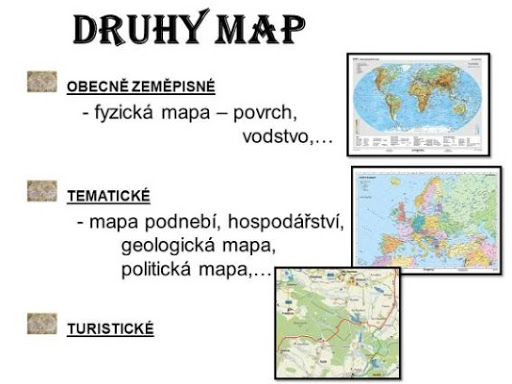 DRUHY MAP
OBECNĚ ZEMĚPISNÉ
- fyzická mapa – povrch,
vodstvo,…
TEMATICKÉ
- mapa podnebí, hospodářství,
geologická mapa,
politická mapa,…
TURISTICKÉ